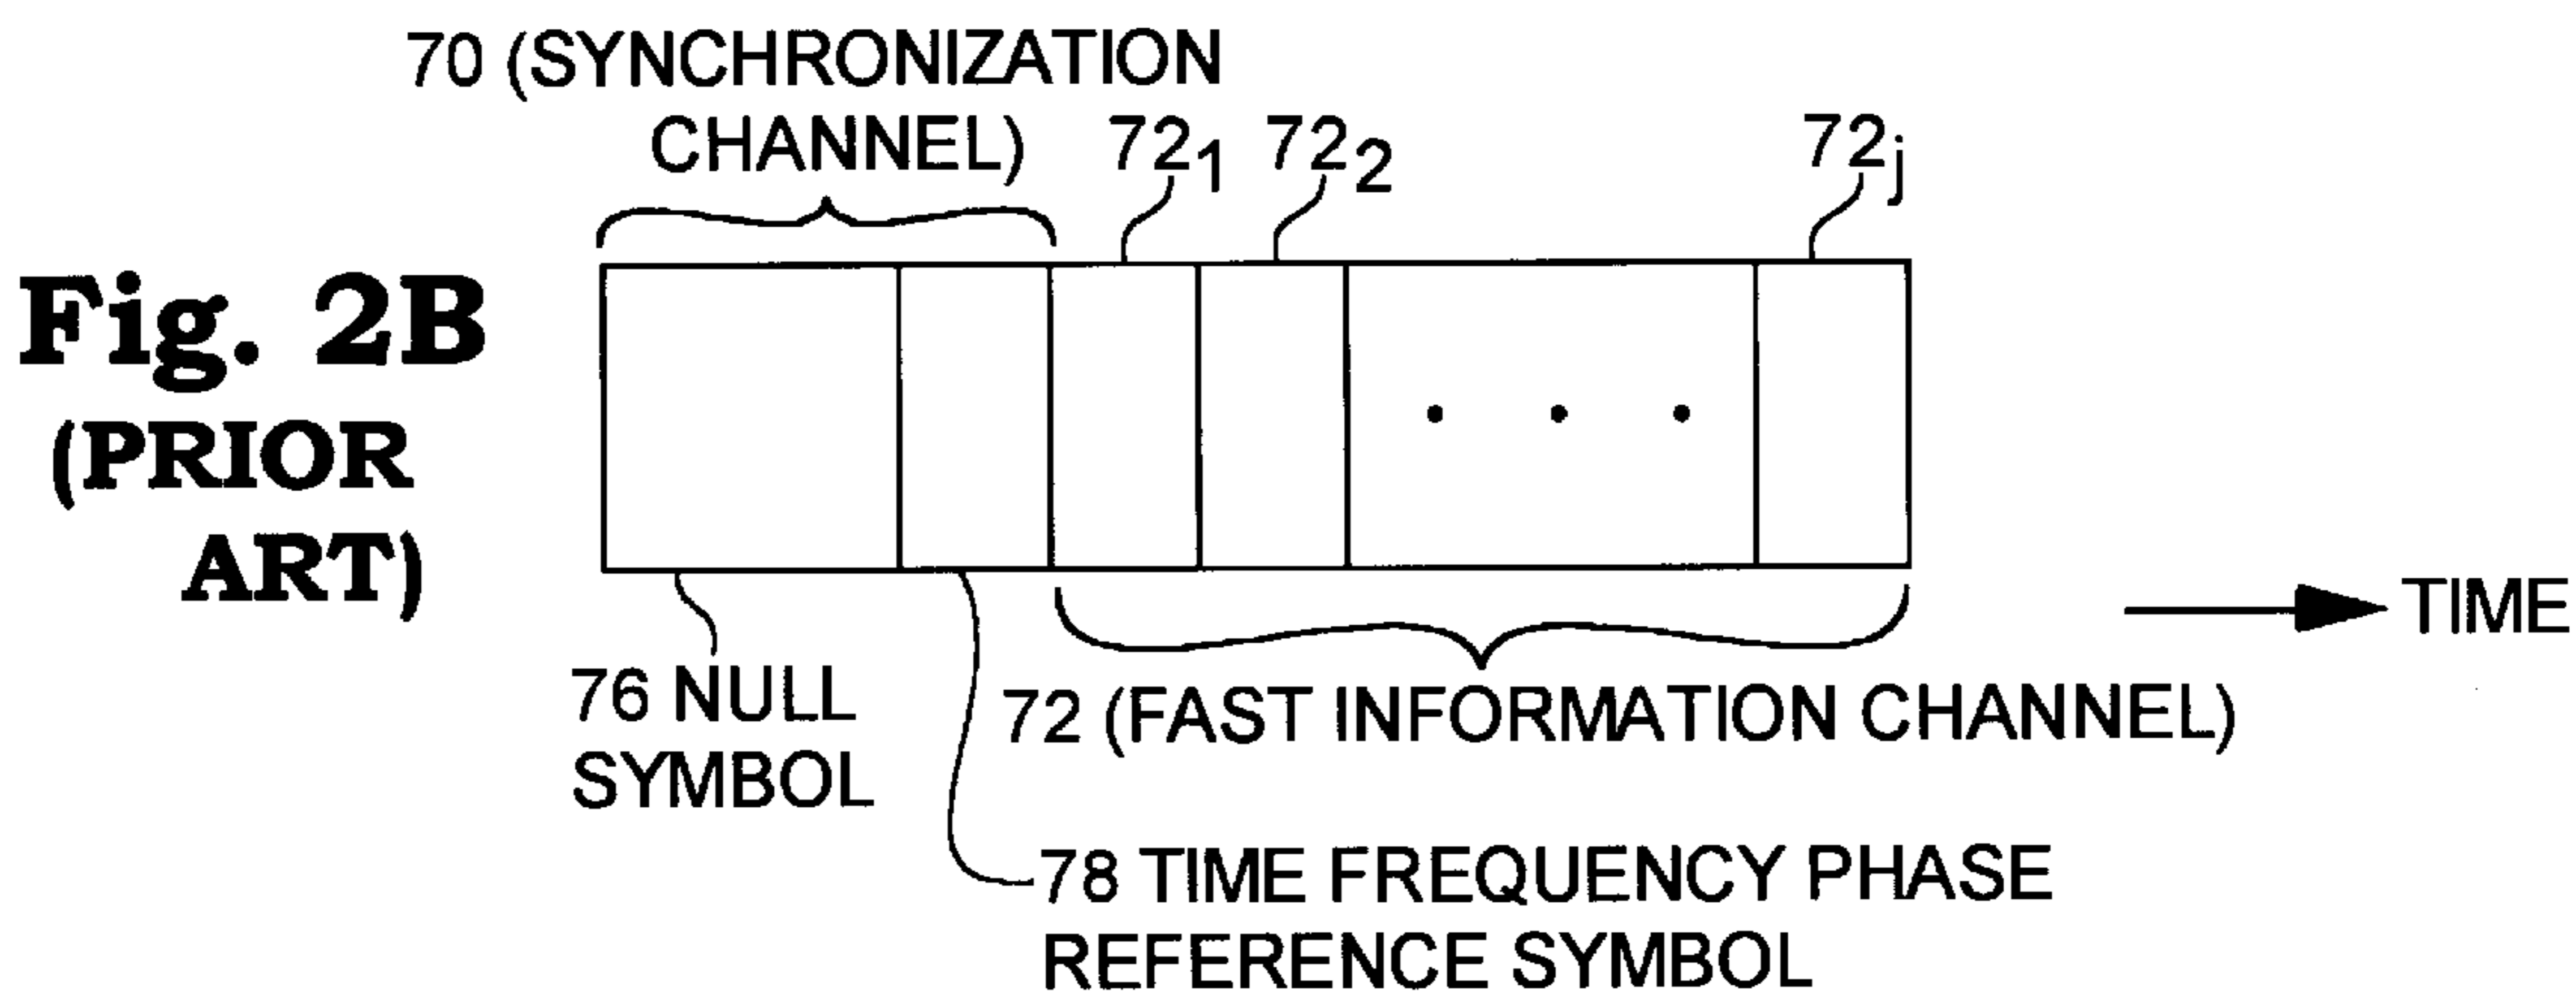 70 (SYNCHRONIZATION
CHANNEL)
72₁ 72₂ 72ⱼ
Fig. 2B
(PRIOR
ART)
TIME
76 NULL
SYMBOL
72 (FAST INFORMATION CHANNEL)
78 TIME FREQUENCY PHASE
REFERENCE SYMBOL